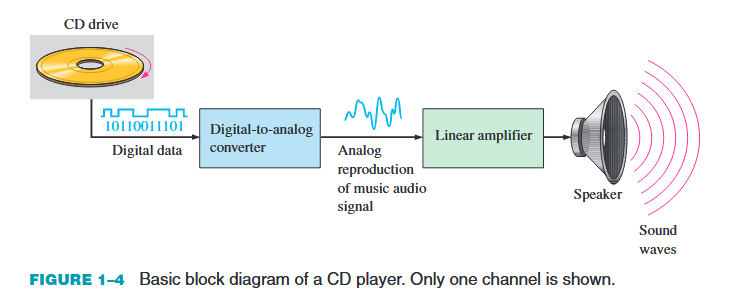 CD drive
10110011101
Digital data
Digital-to-analog
converter
Analog
reproduction
of music audio
signal
Linear amplifier
Speaker
Sound
waves
FIGURE 1–4 Basic block diagram of a CD player. Only one channel is shown.